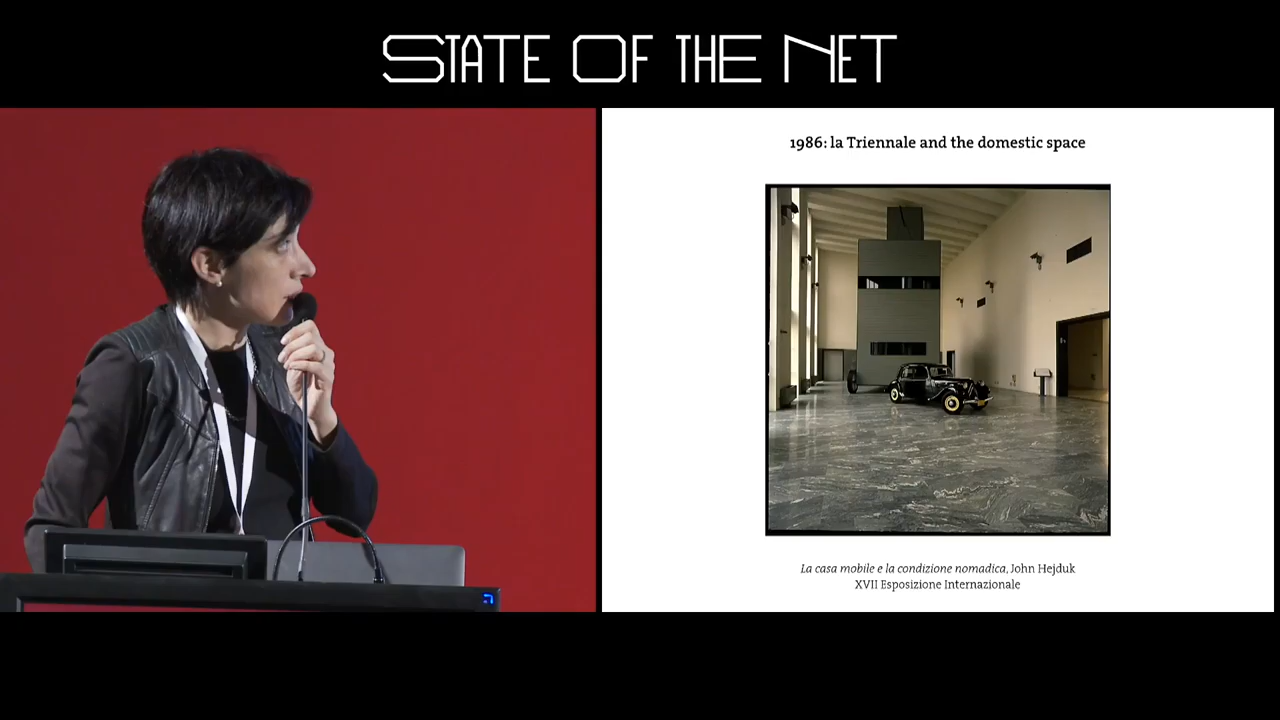 STATE OF THE NET
1986: la Triennale and the domestic space
La casa mobile e la condizione nomadica, John Hejduk
XVII Esposizione Internazionale